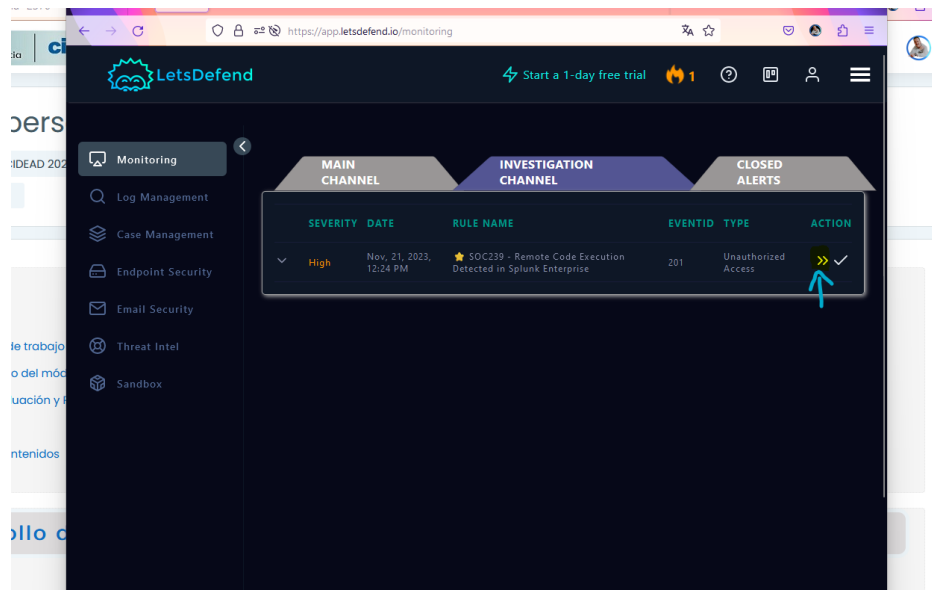 https://app.letsdefend.io/monitoring
LetsDefend
Start a 1-day free trial
1
Monitoring
Log Management
Case Management
Endpoint Security
Email Security
Threat Intel
Sandbox
MAIN
CHANNEL
INVESTIGATION
CHANNEL
CLOSED
ALERTS
SEVERITY DATE RULE NAME EVENTID TYPE ACTION
High
Nov, 21, 2023,
12:24 PM
SOC239 - Remote Code Execution
Detected in Splunk Enterprise
201
Unauthorized
Access
pers
IDEAD 202
de trabajo
o del mód
uación y
ntenidos
ollo d